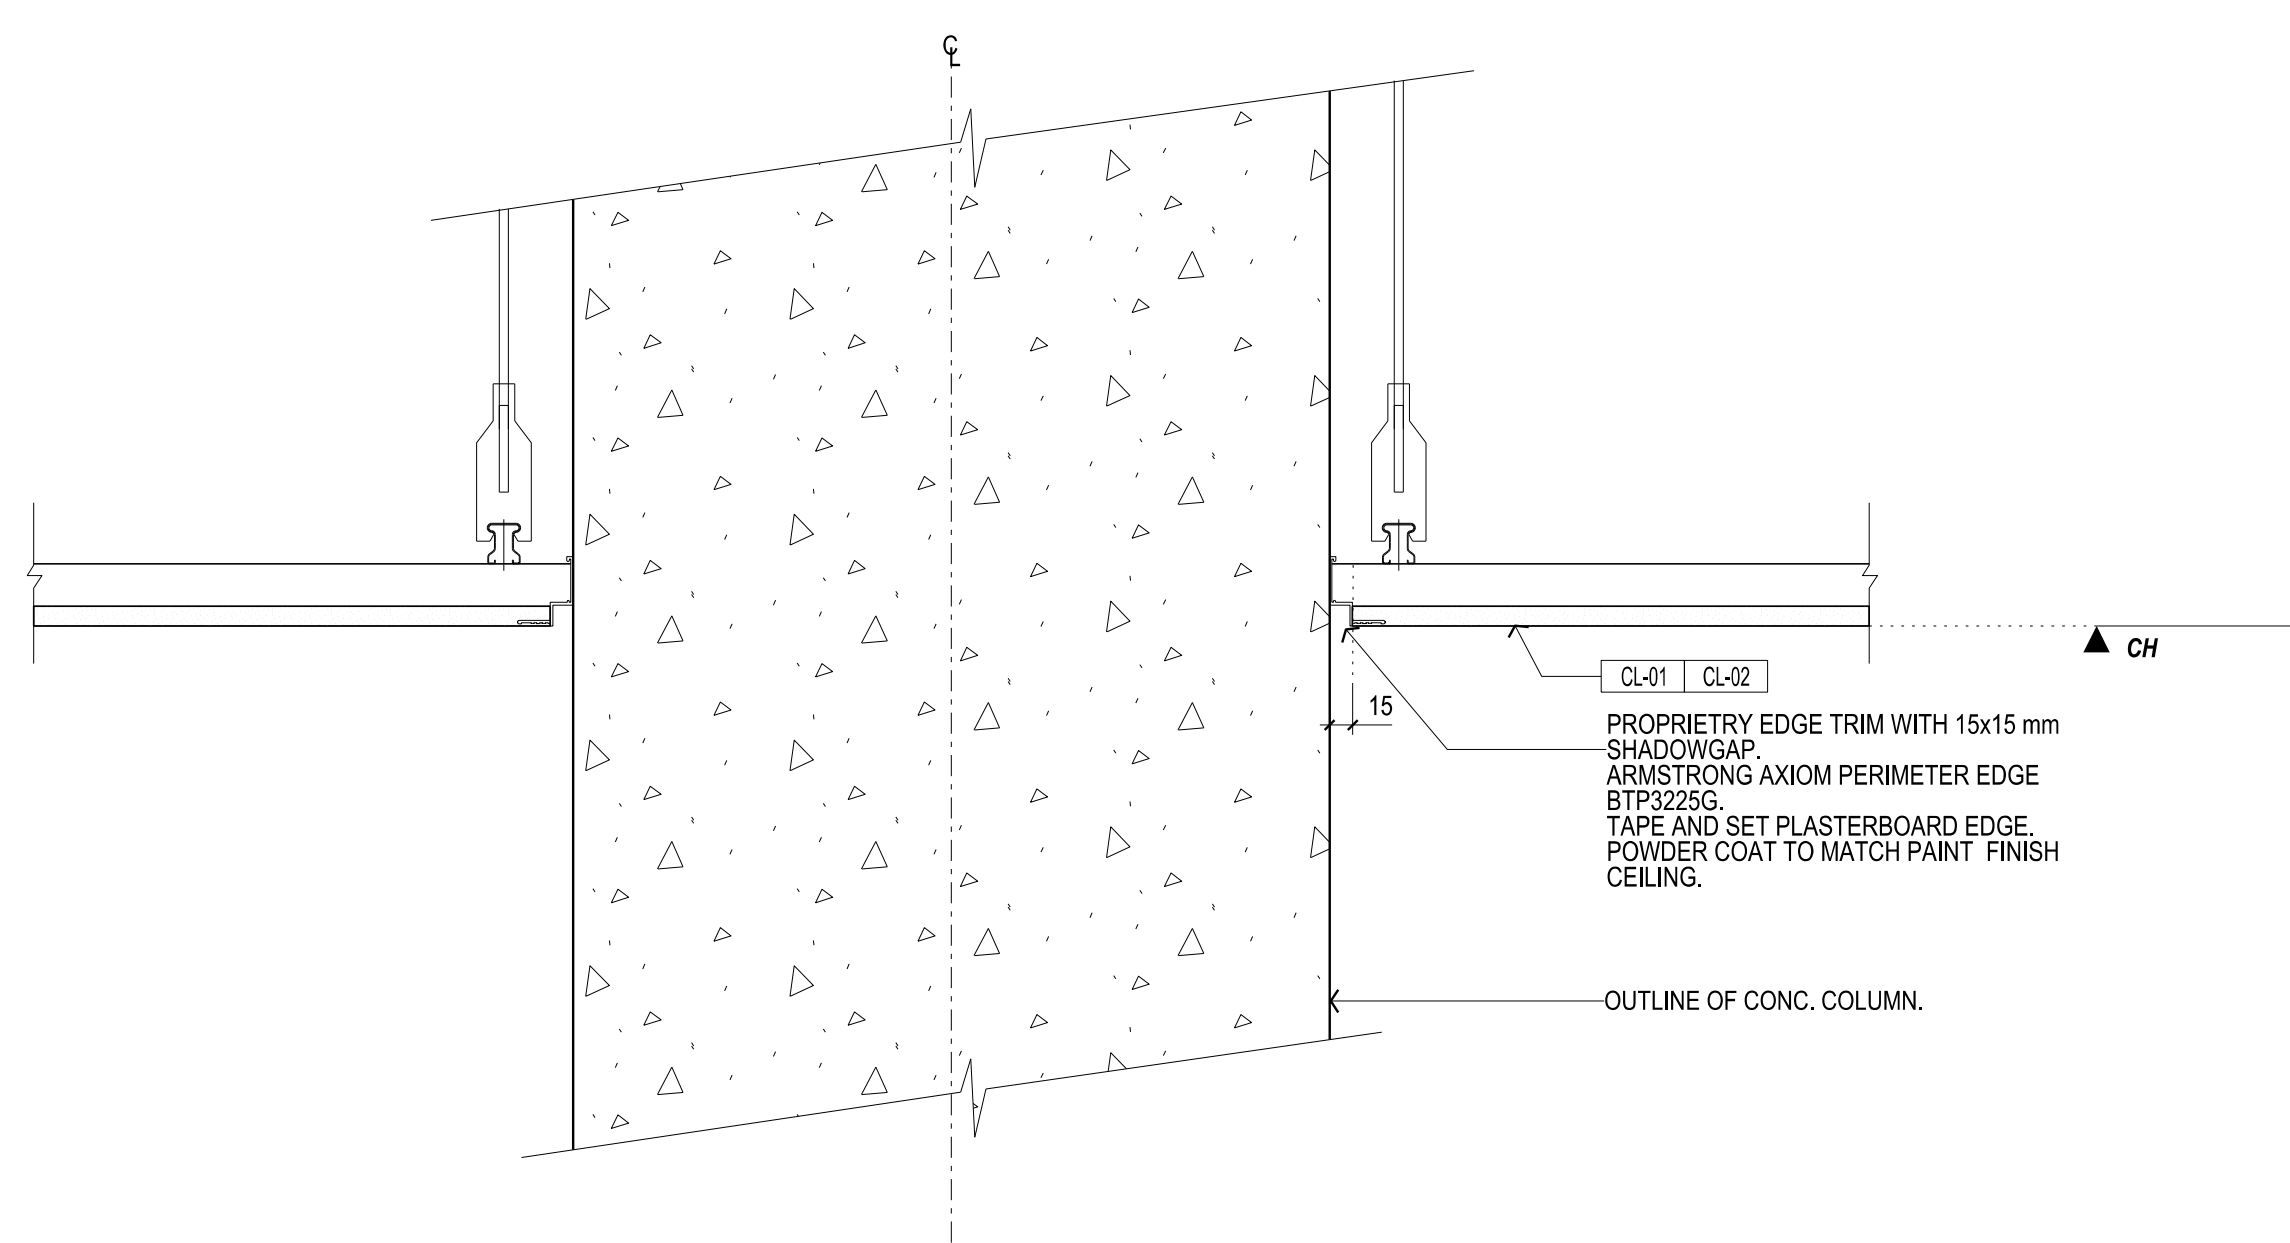 ℄
CL-01 CL-02
CH
15
PROPRIETRY EDGE TRIM WITH 15x15 mm
SHADOWGAP.
ARMSTRONG AXIOM PERIMETER EDGE
BTP3225G.
TAPE AND SET PLASTERBOARD EDGE.
POWDER COAT TO MATCH PAINT FINISH
CEILING.
OUTLINE OF CONC. COLUMN.